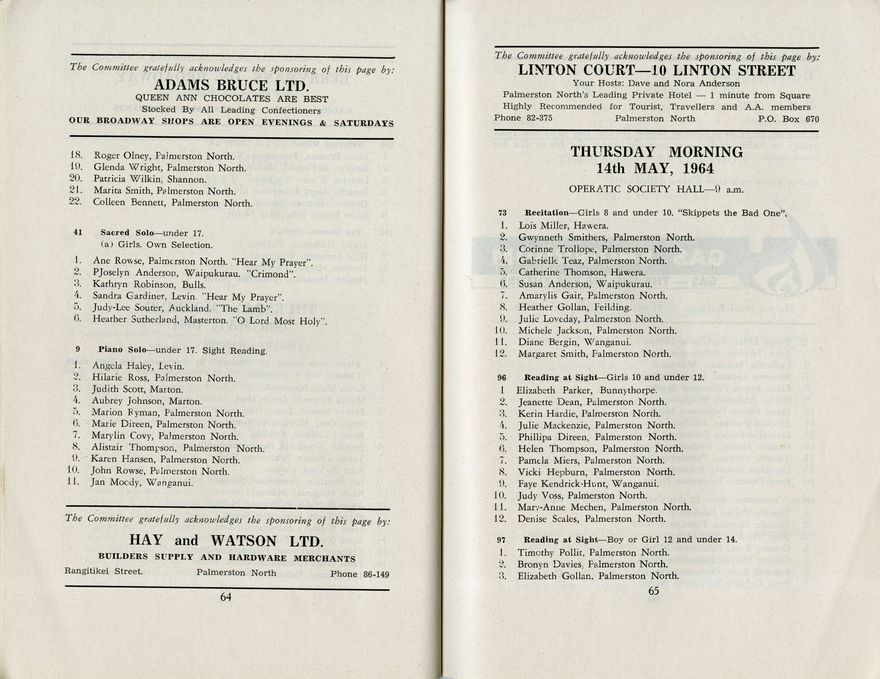 The Committee gratefully acknowledges the sponsoring of this page by:
ADAMS BRUCE LTD.
QUEEN ANN CHOCOLATES ARE BEST
Stocked By All Leading Confectioners
OUR BROADWAY SHOPS ARE OPEN EVENINGS & SATURDAYS
18. Roger Olney, Palmerston North.
19. Glenda Wright, Palmerston North.
20. Patricia Wilkin, Shannon.
21. Marita Smith, Palmerston North.
22. Colleen Bennett, Palmerston North.
41 Sacred Solo—under 17.
(a) Girls. Own Selection.
1. Ane Rowse, Palmerston North. "Hear My Prayer".
2. PJoselyn Anderson, Waipukurau. "Crimond".
3. Kathryn Robinson, Bulls.
4. Sandra Gardiner, Levin. "Hear My Prayer".
5. Judy-Lee Souter, Auckland. "The Lamb".
6. Heather Sutherland, Masterton. "O Lord Most Holy".
9 Piano Solo—under 17. Sight Reading.
1. Angela Haley, Levin.
2. Hilarie Ross, Palmerston North.
3. Judith Scott, Marton.
4. Aubrey Johnson, Marton.
5. Marion Ryman, Palmerston North.
6. Marie Direen, Palmerston North.
7. Marylin Covy, Palmerston North.
8. Alistair Thompson, Palmerston North.
9. Karen Hansen, Palmerston North.
10. John Rowse, Palmerston North.
11. Jan Moody, Wanganui.
The Committee gratefully acknowledges the sponsoring of this page by:
HAY and WATSON LTD.
BUILDERS SUPPLY AND HARDWARE MERCHANTS
Rangitikei Street. Palmerston North Phone 86-149
64
The Committee gratefully acknowledges the sponsoring of this page by:
LINTON COURT—10 LINTON STREET
Your Hosts: Dave and Nora Anderson
Palmerston North's Leading Private Hotel — 1 minute from Square
Highly Recommended for Tourist, Travellers and A.A. members
Phone 82-375 Palmerston North P.O. Box 670
THURSDAY MORNING
14th MAY, 1964
OPERATIC SOCIETY HALL—9 a.m.
73 Recitation—Girls 8 and under 10. "Skippets the Bad One".
1. Lois Miller, Hawera.
2. Gwynneth Smithers, Palmerston North.
3. Corinne Trollope, Palmerston North.
4. Gabrielle Teaz, Palmerston North.
5. Catherine Thomson, Hawera.
6. Susan Anderson, Waipukurau.
7. Amarylis Gair, Palmerston North.
8. Heather Gollan, Feilding.
9. Julie Loveday, Palmerston North.
10. Michele Jackson, Palmerston North.
11. Diane Bergin, Wanganui.
12. Margaret Smith, Palmerston North.
96 Reading at Sight—Girls 10 and under 12.
1 Elizabeth Parker, Bunnythorpe.
2. Jeanette Dean, Palmerston North.
3. Kerin Hardie, Palmerston North.
4. Julie Mackenzie, Palmerston North.
5. Phillipa Direen, Palmerston North.
6. Helen Thompson, Palmerston North.
7. Pamela Miers, Palmerston North.
8. Vicki Hepburn, Palmerston North.
9. Faye Kendrick-Hunt, Wanganui.
10. Judy Voss, Palmerston North.
11. Mary-Anne Mechen, Palmerston North.
12. Denise Scales, Palmerston North.
97 Reading at Sight—Boy or Girl 12 and under 14.
1. Timothy Pollit, Palmerston North.
2. Bronyn Davies, Palmerston North.
3. Elizabeth Gollan, Palmerston North.
65